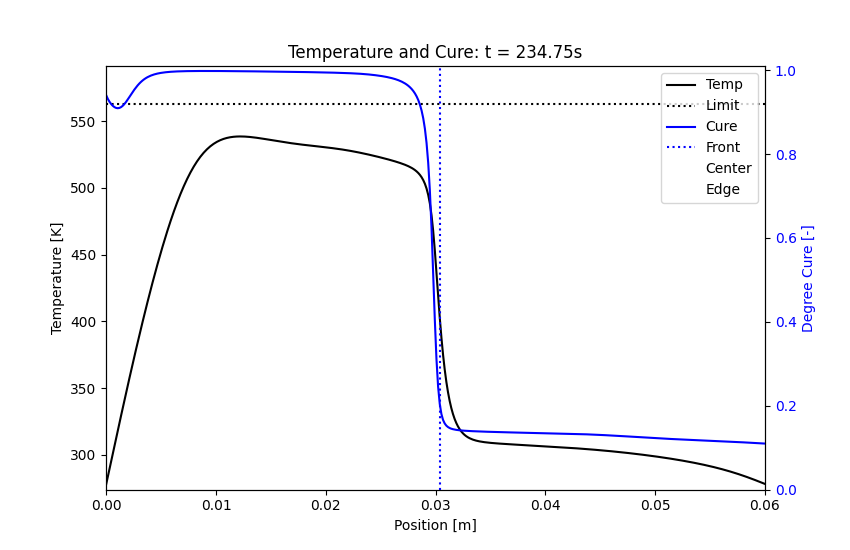 Temperature and Cure: t = 234.75s
Temperature [K]
550
500
450
400
350
300
Temp
Limit
Cure
Front
Center
Edge
1.0
0.8
0.6
0.4
0.2
0.0
Degree Cure [-]
0.00 0.01 0.02 0.03 0.04 0.05 0.06
Position [m]